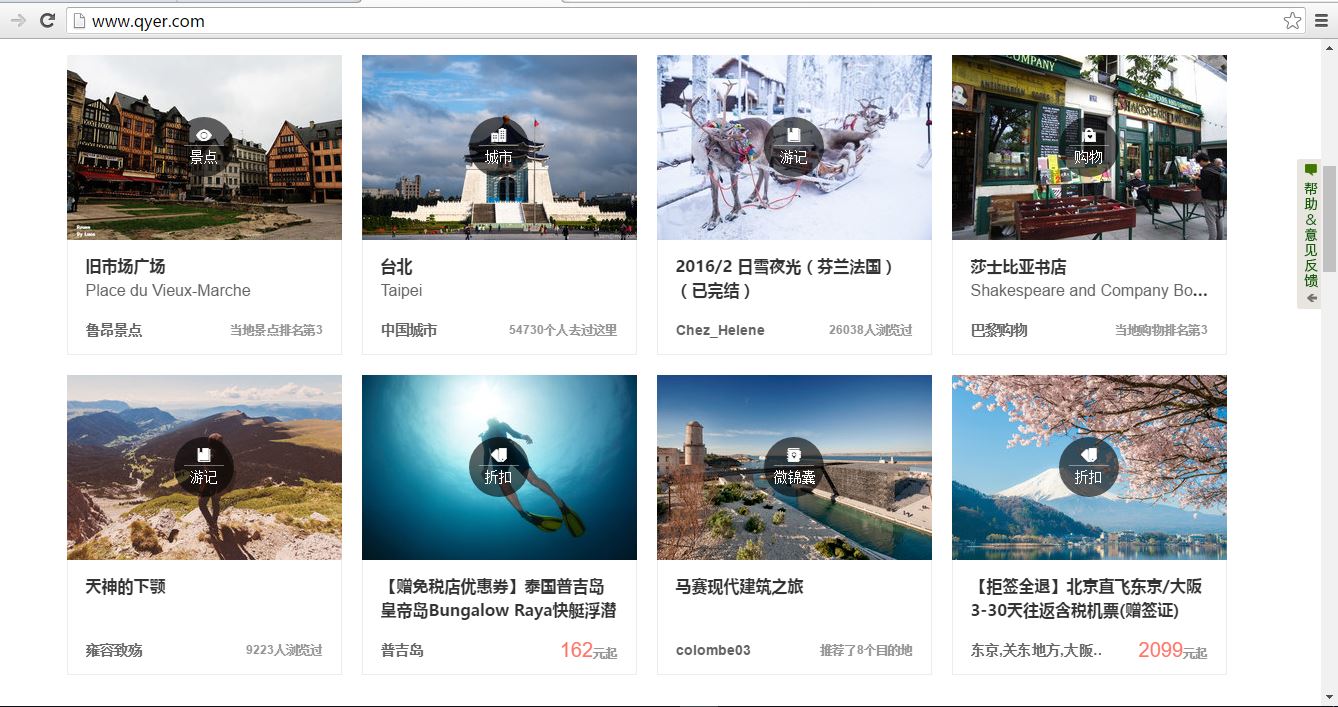 www.qyer.com
COMPANY
SHAKESPEARE
景点
城市
游记
购物
旧市场广场
Place du Vieux-Marche
鲁昂景点
当地景点排名第3
台北
Taipei
中国城市
54730个人去过这里
2016/2 日雪夜光（芬兰法国）
（已完结）
Chez_Helene
26038人浏览过
莎士比亚书店
Shakespeare and Company Bo...
巴黎购物
当地购物排名第3
帮助&意见反馈
游记
折扣
微锦囊
折扣
天神的下颚
雍容致殇
9223人浏览过
【赠免税店优惠券】泰国普吉岛
皇帝岛Bungalow Raya快艇浮潜
普吉岛
162元起
马赛现代建筑之旅
colombe03
推荐了8个目的地
【拒签全退】北京直飞东京/大阪
3-30天往返含税机票(赠签证)
东京,关东地方,大阪..
2099元起